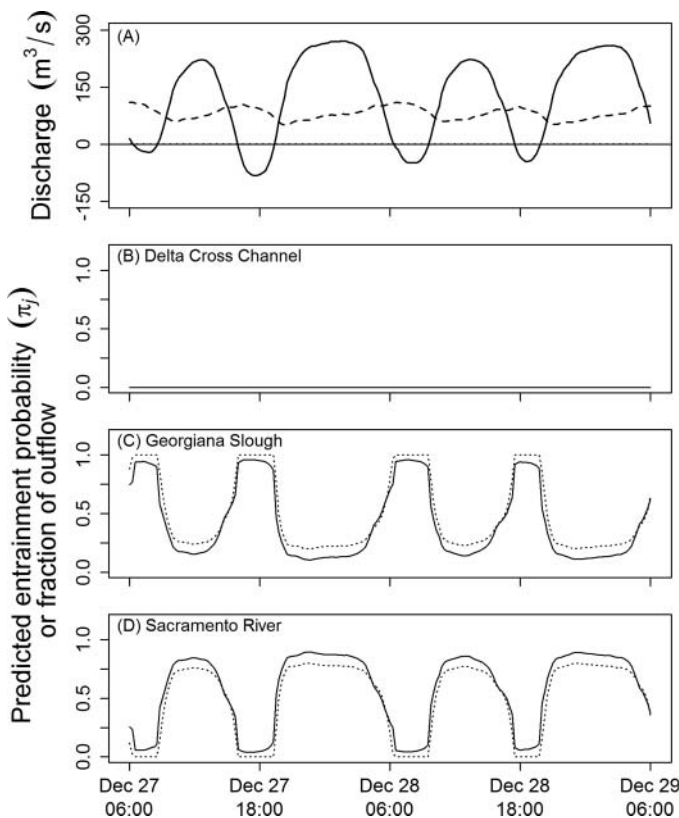 Discharge (m³/s)
(A)
300
150
0
-150
Predicted entrainment probability (πj)
or fraction of outflow
(B) Delta Cross Channel
1.0
0.5
0.0
(C) Georgiana Slough
1.0
0.5
0.0
(D) Sacramento River
1.0
0.5
0.0
Dec 27 Dec 27 Dec 28 Dec 28 Dec 29
06:00 18:00 06:00 18:00 06:00